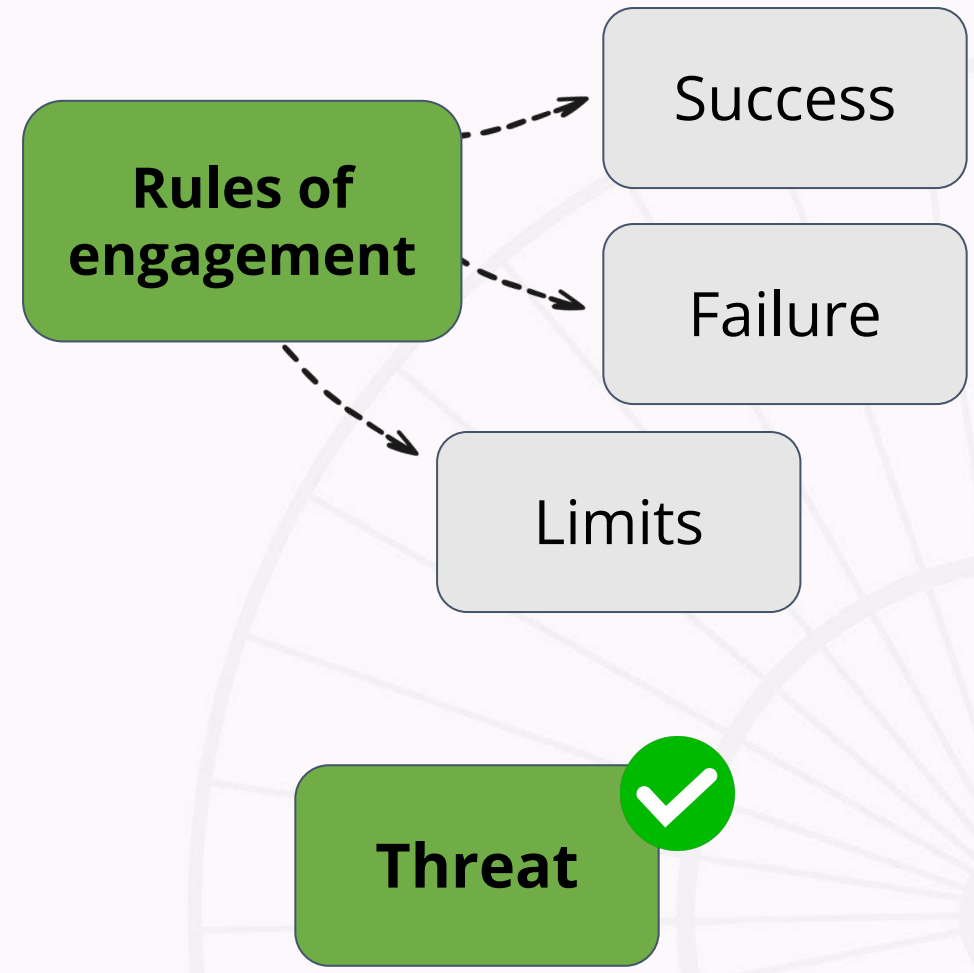 Rules of
engagement
Success
Failure
Limits
Threat